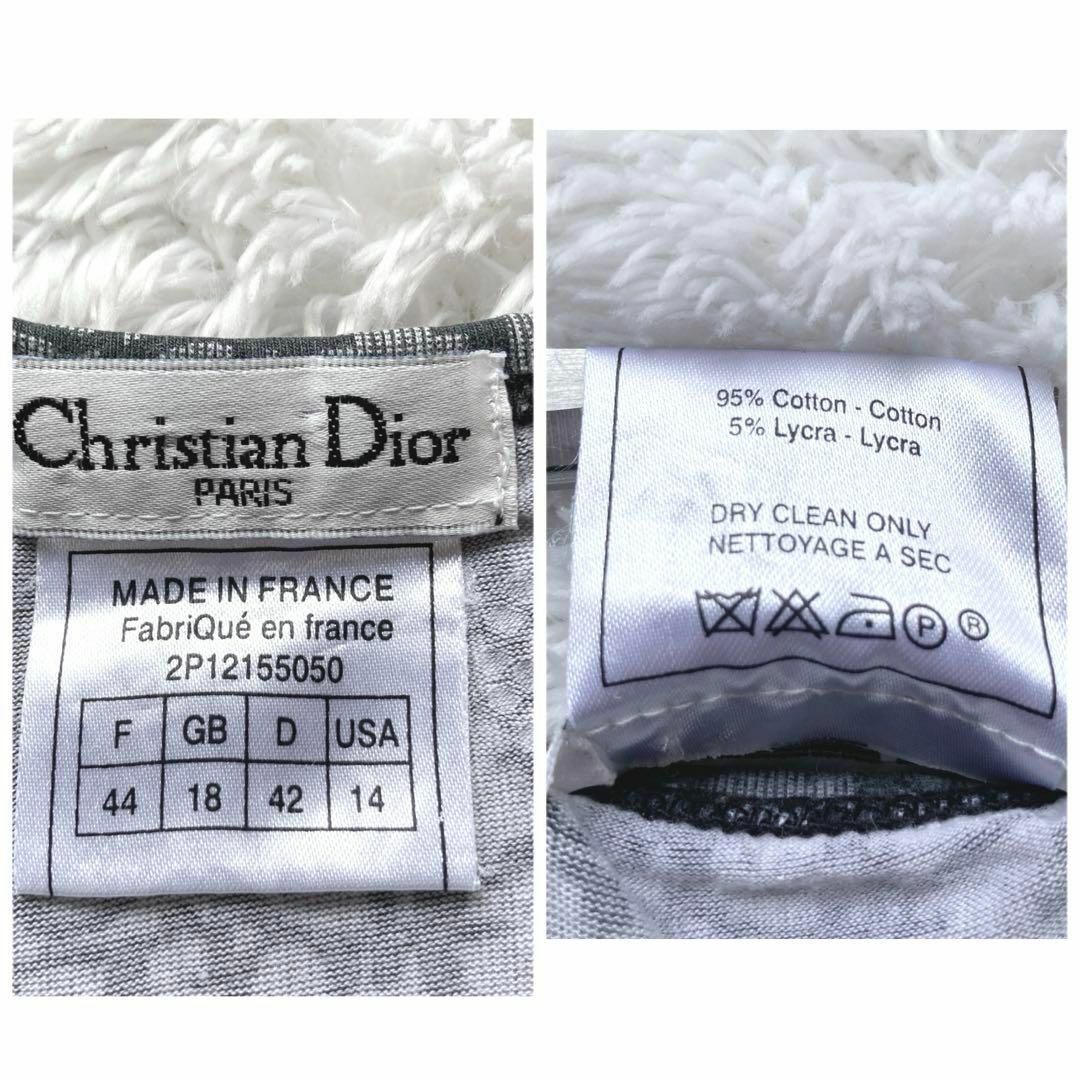 Christian Dior
PARIS
MADE IN FRANCE
FabriQué en france
2P12155050
F GB D USA
44 18 42 14
95% Cotton - Cotton
5% Lycra - Lycra
DRY CLEAN ONLY
NETTOYAGE A SEC
P ®